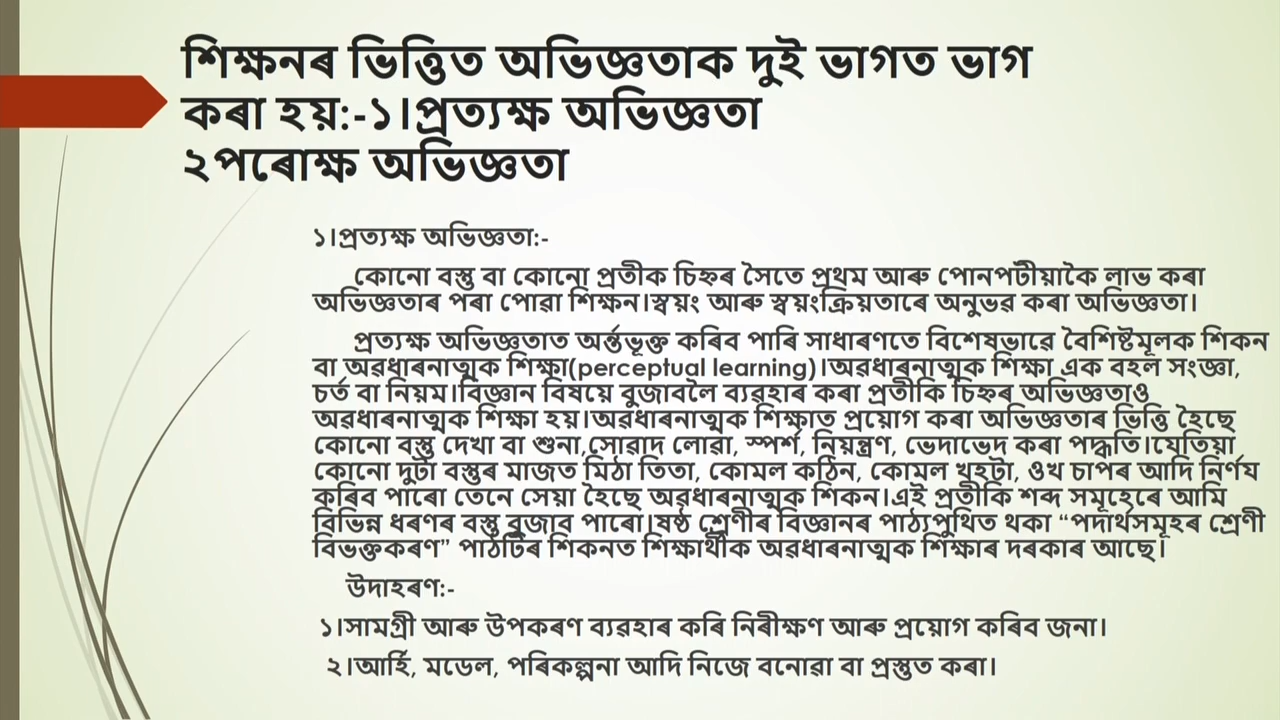 শিক্ষনৰ ভিত্তিত অভিজ্ঞতাক দুই ভাগত ভাগ
কৰা হয়:-১।প্ৰত্যক্ষ অভিজ্ঞতা
২পৰোক্ষ অভিজ্ঞতা
১।প্ৰত্যক্ষ অভিজ্ঞতা:-
কোনো বস্তু বা কোনো প্ৰতীক চিহ্নৰ সৈতে প্ৰথম আৰু পোনপটীয়াকৈ লাভ কৰা
অভিজ্ঞতাৰ পৰা পোৱা শিক্ষন।স্বয়ং আৰু স্বয়ংক্ৰিয়তাৰে অনুভৱ কৰা অভিজ্ঞতা।
প্ৰত্যক্ষ অভিজ্ঞতাত অৰ্ন্তভূক্ত কৰিব পাৰি সাধাৰণতে বিশেষভাৱে বৈশিষ্টমূলক শিকন
বা অৱধাৰনাত্মক শিক্ষা(perceptual learning)।অৱধাৰনাত্মক শিক্ষা এক বহল সংজ্ঞা,
চৰ্ত বা নিয়ম।বিজ্ঞান বিষয়ে বুজাবলৈ ব্যৱহাৰ কৰা প্ৰতীকি চিহ্নৰ অভিজ্ঞতাও
অৱধাৰনাত্মক শিক্ষা হয়।অৱধাৰনাত্মক শিক্ষাত প্ৰয়োগ কৰা অভিজ্ঞতাৰ ভিত্তি হৈছে
কোনো বস্তু দেখা বা শুনা,সোৱাদ লোৱা, স্পৰ্শ, নিয়ন্ত্ৰণ, ভেদাভেদ কৰা পদ্ধতি।যেতিয়া
কোনো দুটা বস্তুৰ মাজত মিঠা তিতা, কোমল কঠিন, কোমল খহটা, ওখ চাপৰ আদি নিৰ্ণয
কৰিব পাৰো তেনে সেয়া হৈছে অৱধাৰনাত্মক শিকন।এই প্ৰতীকি শব্দ সমূহেৰে আমি
বিভিন্ন ধৰণৰ বস্তু বুজাব পাৰো।ষষ্ঠ শ্ৰেণীৰ বিজ্ঞানৰ পাঠ্যপুথিত থকা “পদাৰ্থসমূহৰ শ্ৰেণী
বিভক্তকৰণ” পাঠটিৰ শিকনত শিক্ষাৰ্থীক অৱধাৰনাত্মক শিক্ষাৰ দৰকাৰ আছে।
উদাহৰণ:-
১।সামগ্ৰী আৰু উপকৰণ ব্যৱহাৰ কৰি নিৰীক্ষণ আৰু প্ৰয়োগ কৰিব জনা।
২।আৰ্হি, মডেল, পৰিকল্পনা আদি নিজে বনোৱা বা প্ৰস্তুত কৰা।